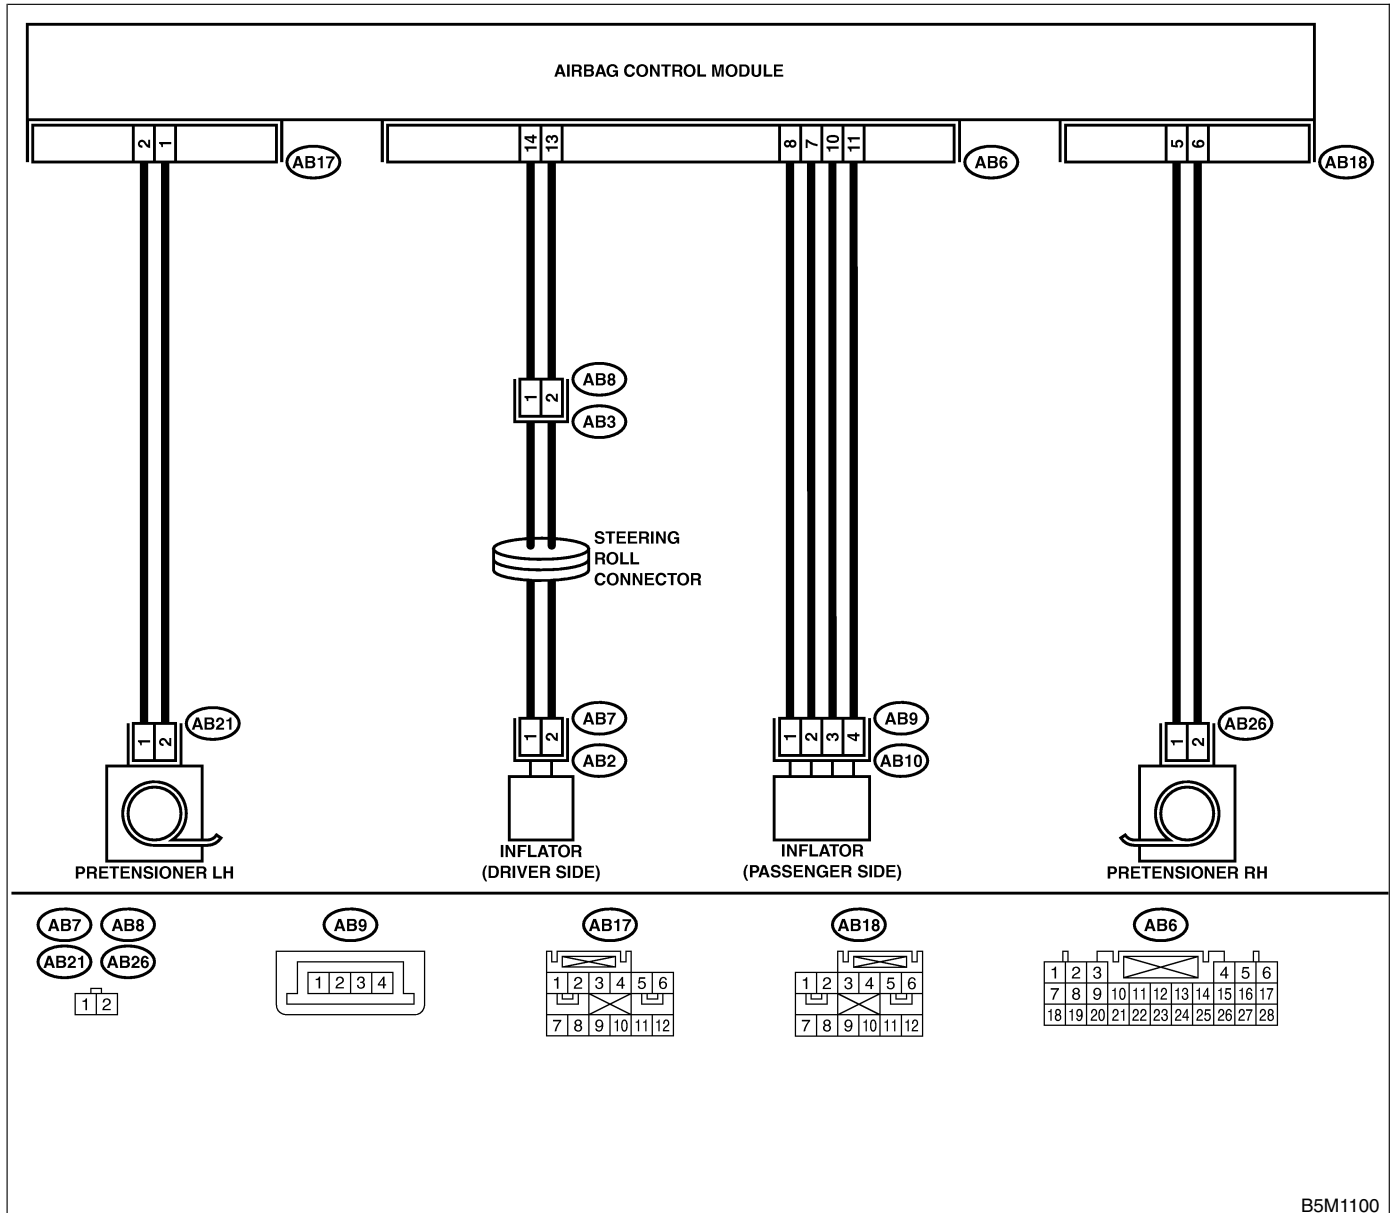 AIRBAG CONTROL MODULE
2 1
AB17
14 13
8 7 10 11
AB6
5 6
AB18
AB8
1 2
AB3
STEERING
ROLL
CONNECTOR
AB21
1 2
AB7
1 2
AB2
AB9
1 2 3 4
AB10
AB26
1 2
PRETENSIONER LH
INFLATOR
(DRIVER SIDE)
INFLATOR
(PASSENGER SIDE)
PRETENSIONER RH
AB7 AB8
AB21 AB26
1 2
AB9
1 2 3 4
AB17
1 2 3 4 5 6
7 8 9 10 11 12
AB18
1 2 3 4 5 6
7 8 9 10 11 12
AB6
1 2 3 4 5 6
7 8 9 10 11 12 13 14 15 16 17
18 19 20 21 22 23 24 25 26 27 28
B5M1100